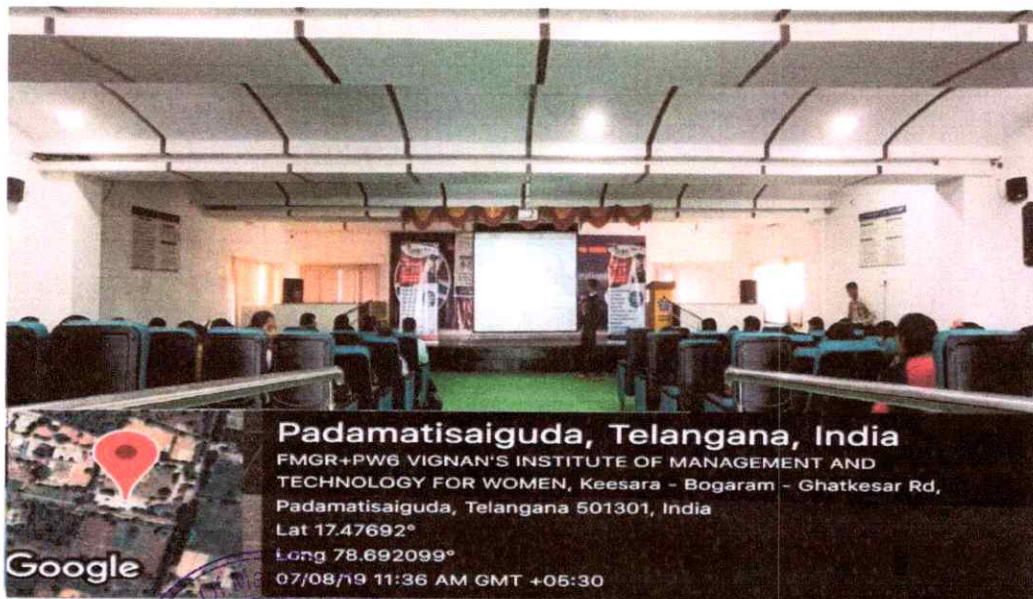 Padamatisaiguda, Telangana, India
FMGR+PW6 VIGNAN'S INSTITUTE OF MANAGEMENT AND
TECHNOLOGY FOR WOMEN, Keesara - Bogaram - Ghatkesar Rd,
Padamatisaiguda, Telangana 501301, India
Lat 17.47692°
Long 78.692099°
07/08/19 11:36 AM GMT +05:30
Google